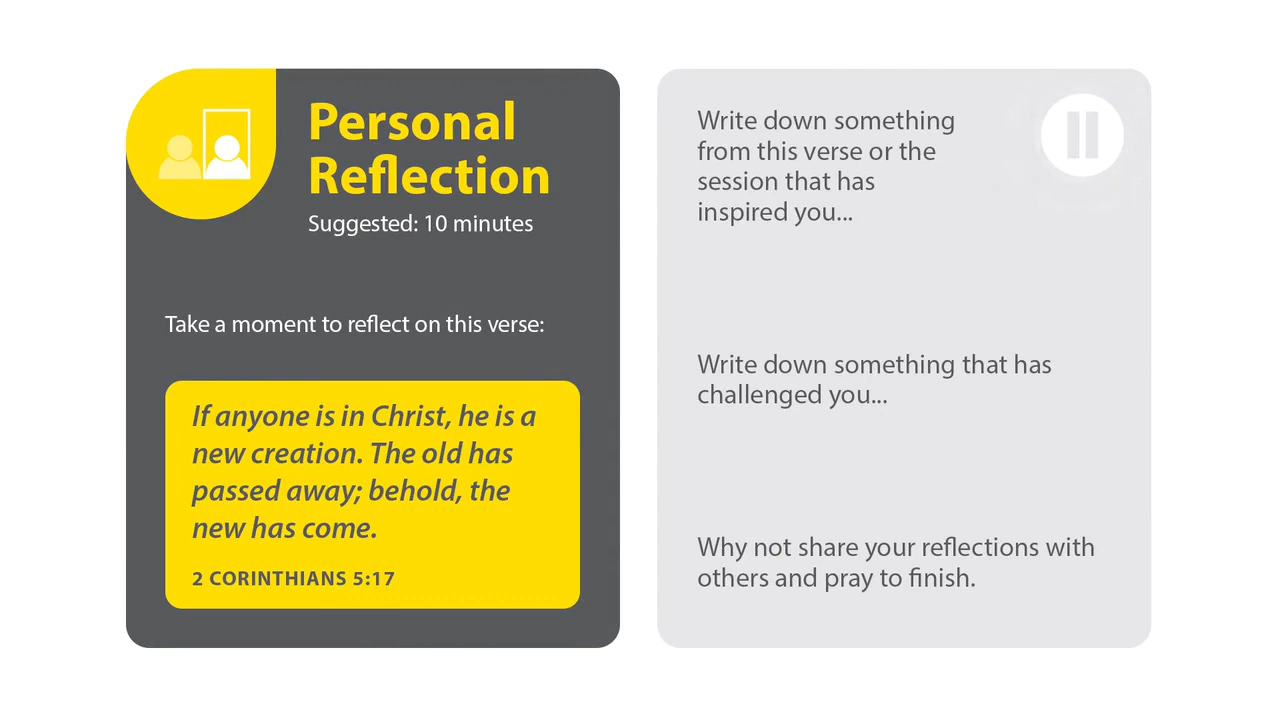 Personal
Reflection
Suggested: 10 minutes
Take a moment to reflect on this verse:
If anyone is in Christ, he is a
new creation. The old has
passed away; behold, the
new has come.
2 CORINTHIANS 5:17
Write down something
from this verse or the
session that has
inspired you...
Write down something that has
challenged you...
Why not share your reflections with
others and pray to finish.